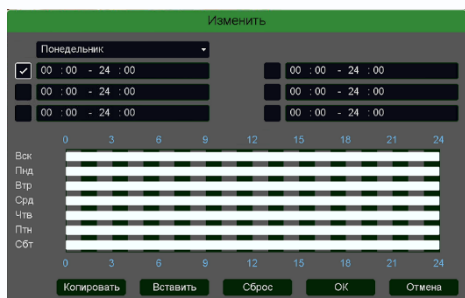 Изменить
Понедельник
00 : 00 - 24 : 00 00 : 00 - 24 : 00
00 : 00 - 24 : 00 00 : 00 - 24 : 00
00 : 00 - 24 : 00 00 : 00 - 24 : 00
0 3 6 9 12 15 18 21 24
Вск
Пнд
Втр
Срд
Чтв
Птн
Сбт
0 3 6 9 12 15 18 21 24
Копировать Вставить Сброс ОК Отмена